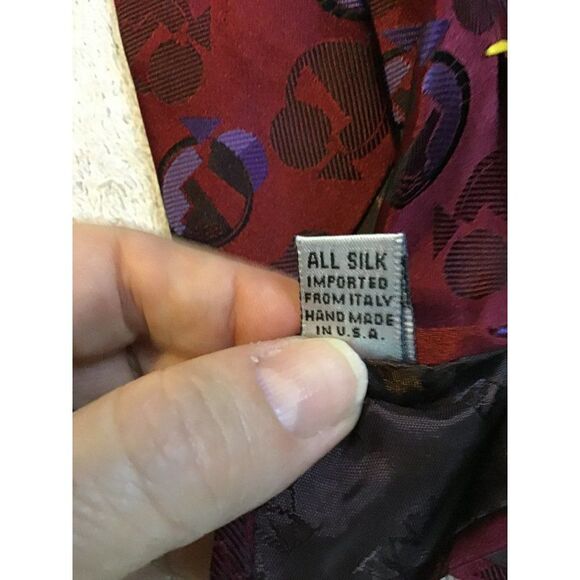 ALL SILK
IMPORTED
FROM ITALY
HAND MADE
IN U.S.A.